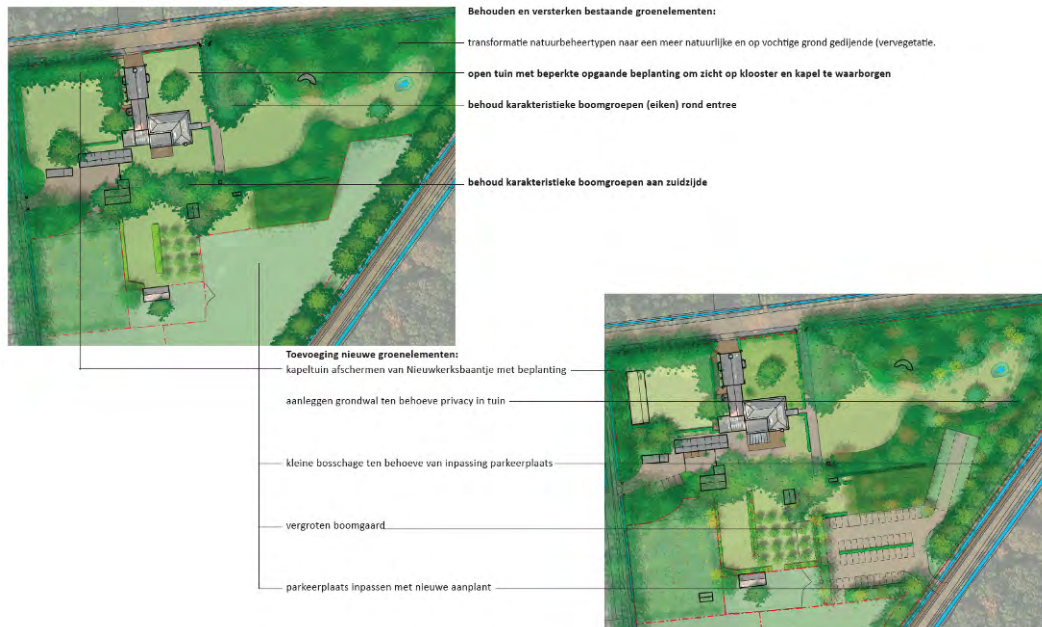 Behouden en versterken bestaande groenelementen:
transformatie natuurbeheertypen naar een meer natuurlijke en op vochtige grond gedijende (vervegetatie.
open tuin met beperkte opgaande beplanting om zicht op klooster en kapel te waarborgen
behoud karakteristieke boomgroepen (eiken) rond entree
behoud karakteristieke boomgroepen aan zuidzijde
Toevoeging nieuwe groenelementen:
kapeltuin afschermen van Nieuwkerksbaantje met beplanting
aanleggen grondwal ten behoeve privacy in tuin
kleine bosschage ten behoeve van inpassing parkeerplaats
vergroten boomgaard
parkeerplaats inpassen met nieuwe aanplant